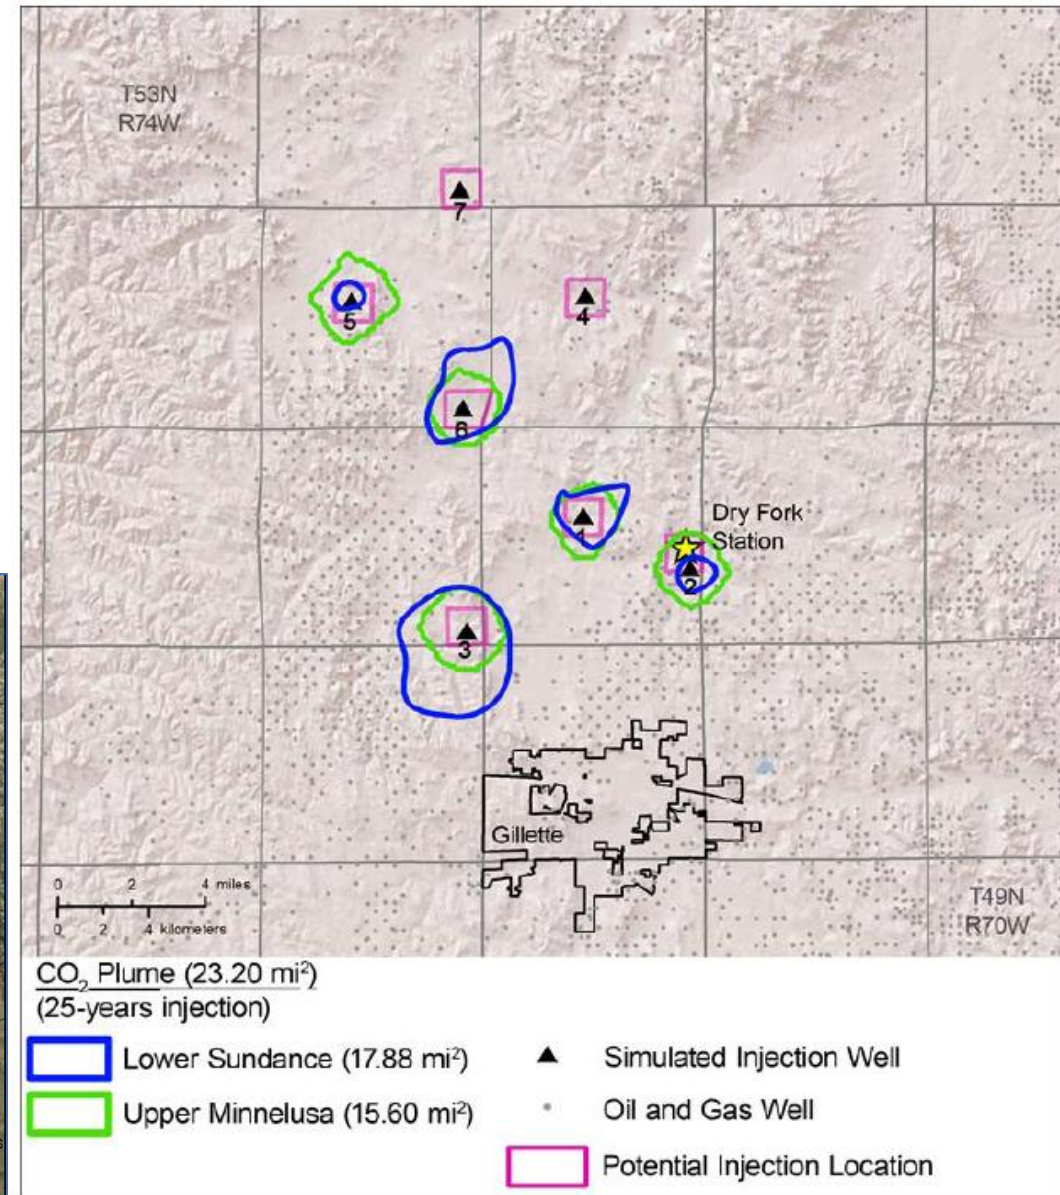 T53N
R74W
7
5
4
6
1
Dry Fork
Station
2
3
Gillette
0 2 4 miles
0 2 4 kilometers
T49N
R70W
CO₂ Plume (23.20 mi²)
(25-years injection)
Lower Sundance (17.88 mi²)
Upper Minnelusa (15.60 mi²)
Simulated Injection Well
Oil and Gas Well
Potential Injection Location